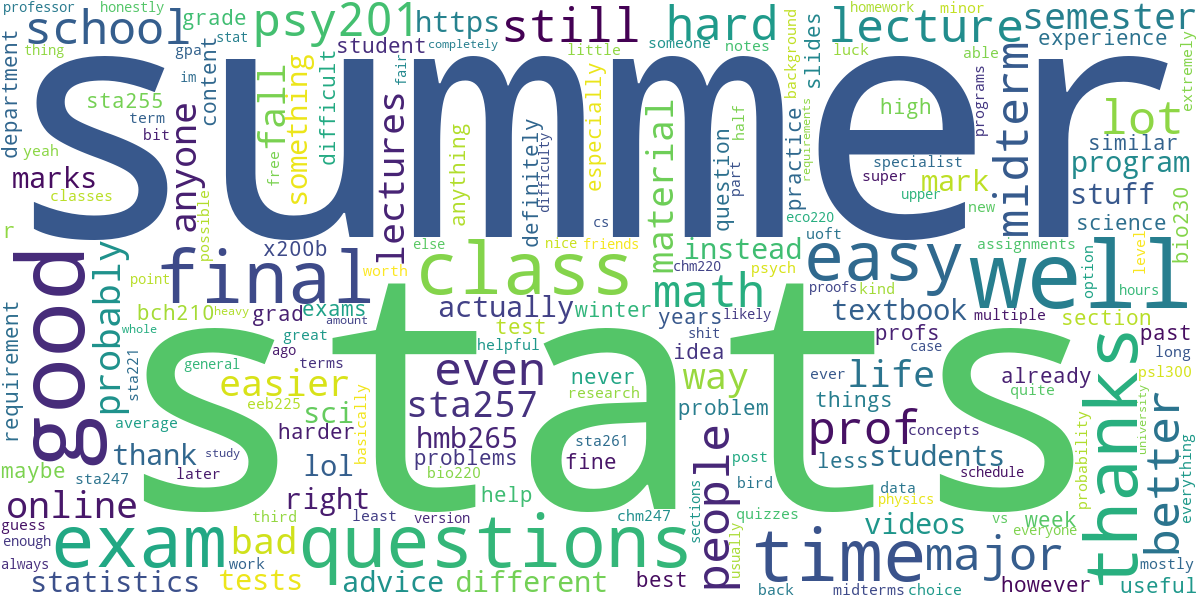 professor
honestly
school
grade
psy201
https
still
hard
lecture
homework
minor
semester
thing
stat
gpa
student
completely
little
someone
notes
luck
able
experience
department
im
content
fall
something
difficult
fair
especially
background
slides
programs
extremely
sta255
term
bit
anyone
summer
high
midterm
lot
yeah
marks
classes
free
lectures
anything
definitely
difficulty
material
question
half
part
practice
requirements
specialist
super
mark
upper
new
similar
program
stuff
science
r
possible
x200b
else
worth
nice
friends
cs
chm220
psych
instead
eco220
uoft
assignments
option
level
bio230
good
probably
point
final
class
easy
well
proofs
kind
hours
requirement
bch210
heavy
grad
exams
actually
winter
math
years
likely
textbook
multiple
section
past
whole
sta221
great
amount
test
helpful
shit
idea
profs
case
long
general
ago
terms
even
never
research
way
ever
life
already
quite
psl300
thanks
average
easier
eeb225
sci
basically
sta257
problem
things
prof
concepts
probability
university
better
everything
harder
hmb265
sta261
fine
people
thank
study
later
lol
problems
bio220
post
bird
less
students
schedule
maybe
sta247
stats
data
physics
online
right
help
guess
third
least
version
chm247
sections
quizzes
videos
vs
week
everyone
enough
exam
bad
questions
usually
time
major
mostly
always
work
statistics
tests
advice
different
best
back
midterms
choice
however
useful